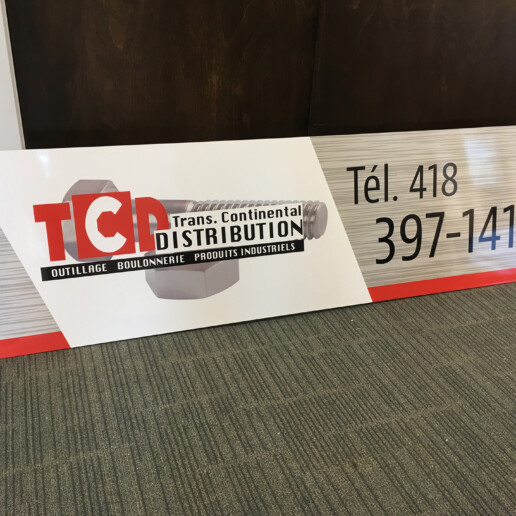 TCD
Trans. Continental
DISTRIBUTION
OUTILLAGE BOULONNERIE PRODUITS INDUSTRIELS
Tél. 418
397-141